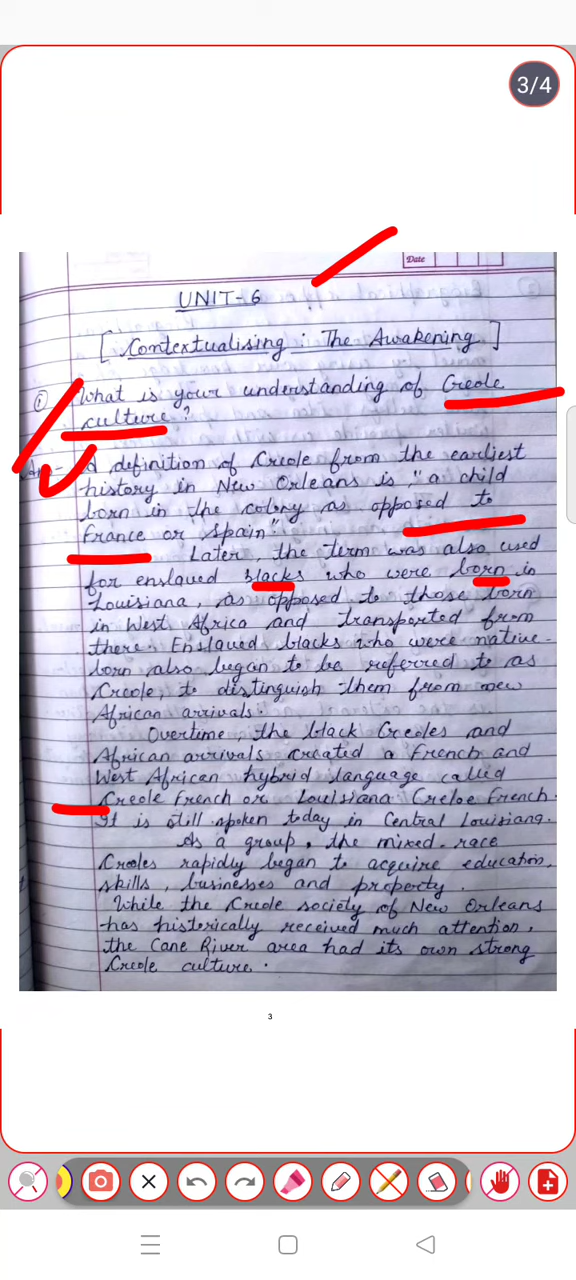 3/4
Date
UNIT-6
[Contextualising : The Awakening]
① What is your understanding of Creole
culture?
Ans- A definition of Creole from the earliest
history in New Orleans is, "a child
born in the colony as opposed to
France or Spain".
Later, the term was also used
for enslaved blacks who were born in
Louisiana, as opposed to those born
in West Africa and transported from
there. Enslaved blacks who were native-
born also began to be referred to as
Creole, to distinguish them from new
African arrivals.
Overtime, the black Creoles and
African arrivals created a French and
West African hybrid language called
Creole French or Louisiana Creloe French.
It is still spoken today in Central Louisiana.
As a group, the mixed-race
Creoles rapidly began to acquire education,
skills, businesses and property.
While the Creole society of New Orleans
has historically received much attention,
the Cane River area had its own strong
Creole culture.
3